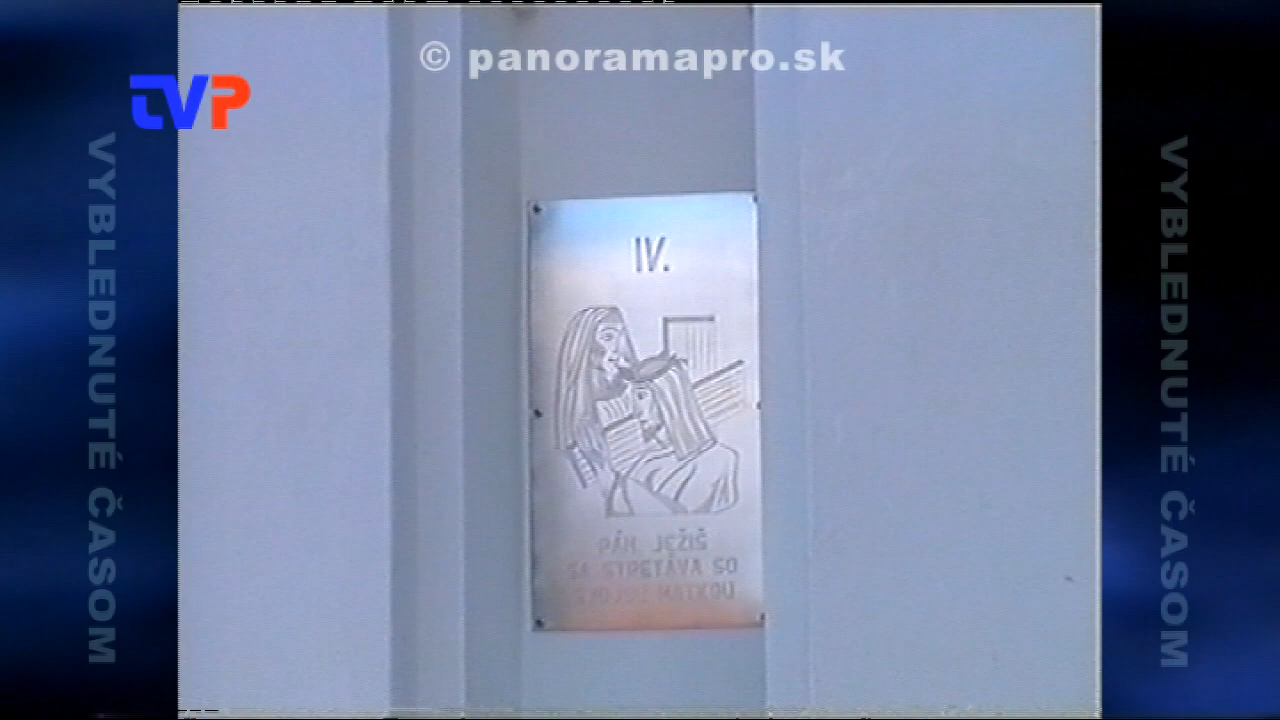 © panoramapro.sk
TVP
VYBLEDNUTÉ ČASOM
VYBLEDNUTÉ ČASOM
IV.
PÁN JEŽIŠ
SA STRETÁVA SO
SVOJOU MATKOU